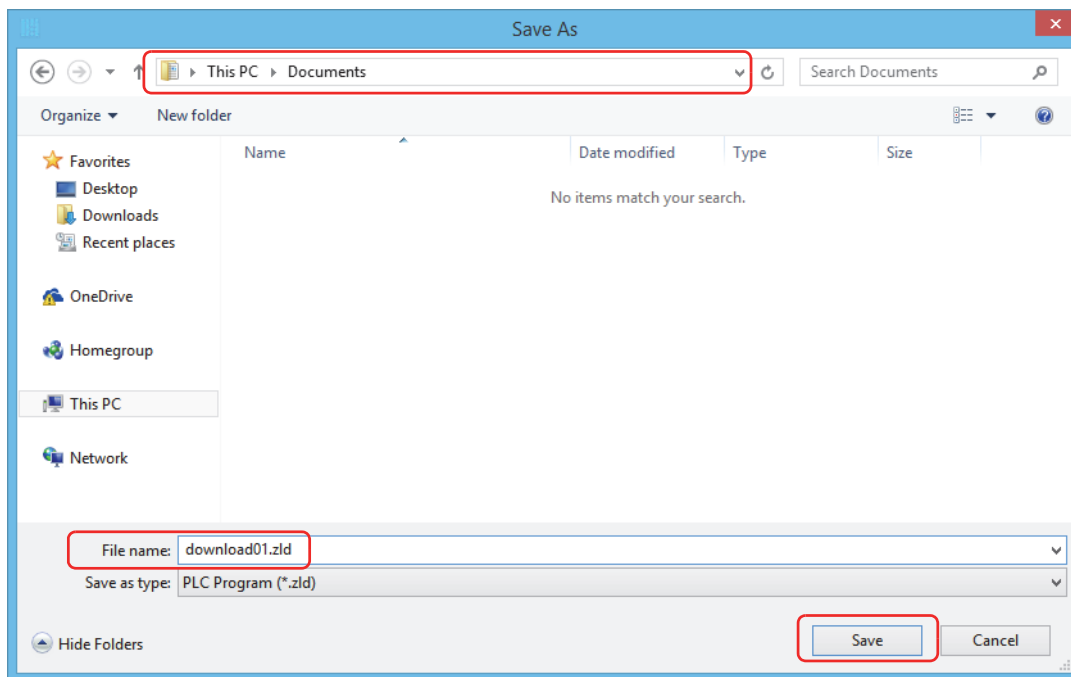 Save As
This PC Documents
Search Documents
Organize New folder
Name Date modified Type Size
No items match your search.
Favorites
Desktop
Downloads
Recent places
OneDrive
Homegroup
This PC
Network
File name: download01.zld
Save as type: PLC Program (*.zld)
Hide Folders Save Cancel